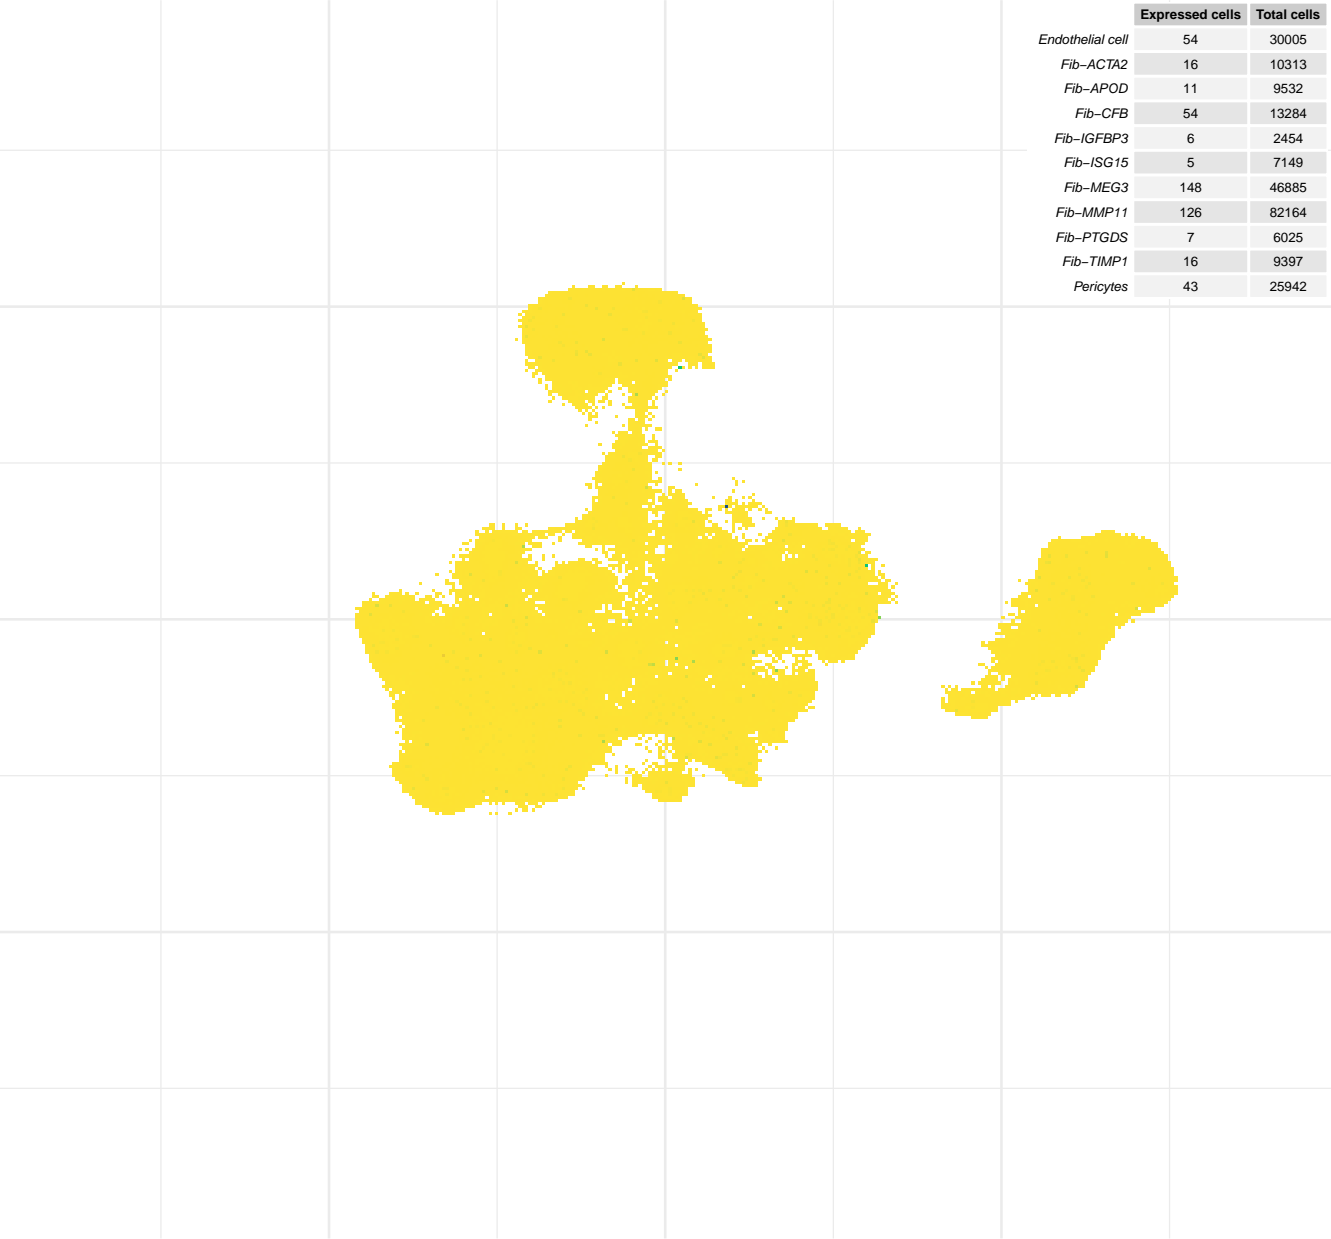 Expressed cells Total cells
Endothelial cell 54 30005
Fib−ACTA2 16 10313
Fib−APOD 11 9532
Fib−CFB 54 13284
Fib−IGFBP3 6 2454
Fib−ISG15 5 7149
Fib−MEG3 148 46885
Fib−MMP11 126 82164
Fib−PTGDS 7 6025
Fib−TIMP1 16 9397
Pericytes 43 25942